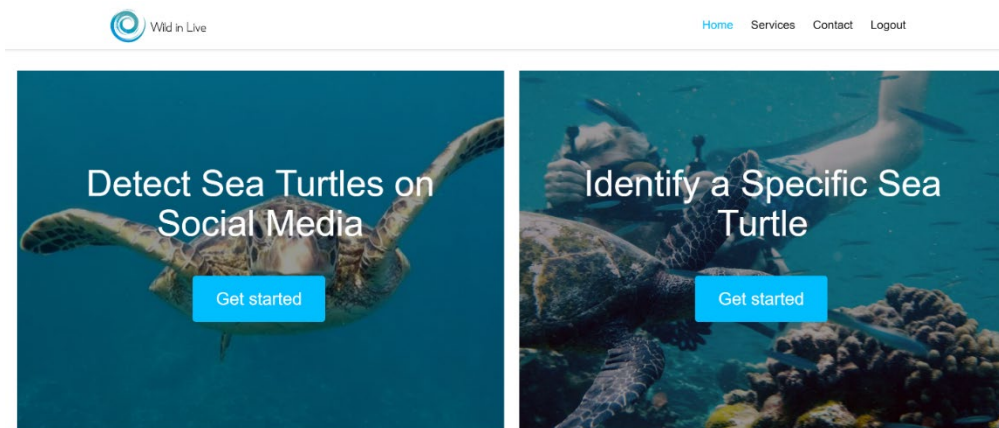 Wild in Live
Home Services Contact Logout
Detect Sea Turtles on
Social Media
Get started
Identify a Specific Sea
Turtle
Get started